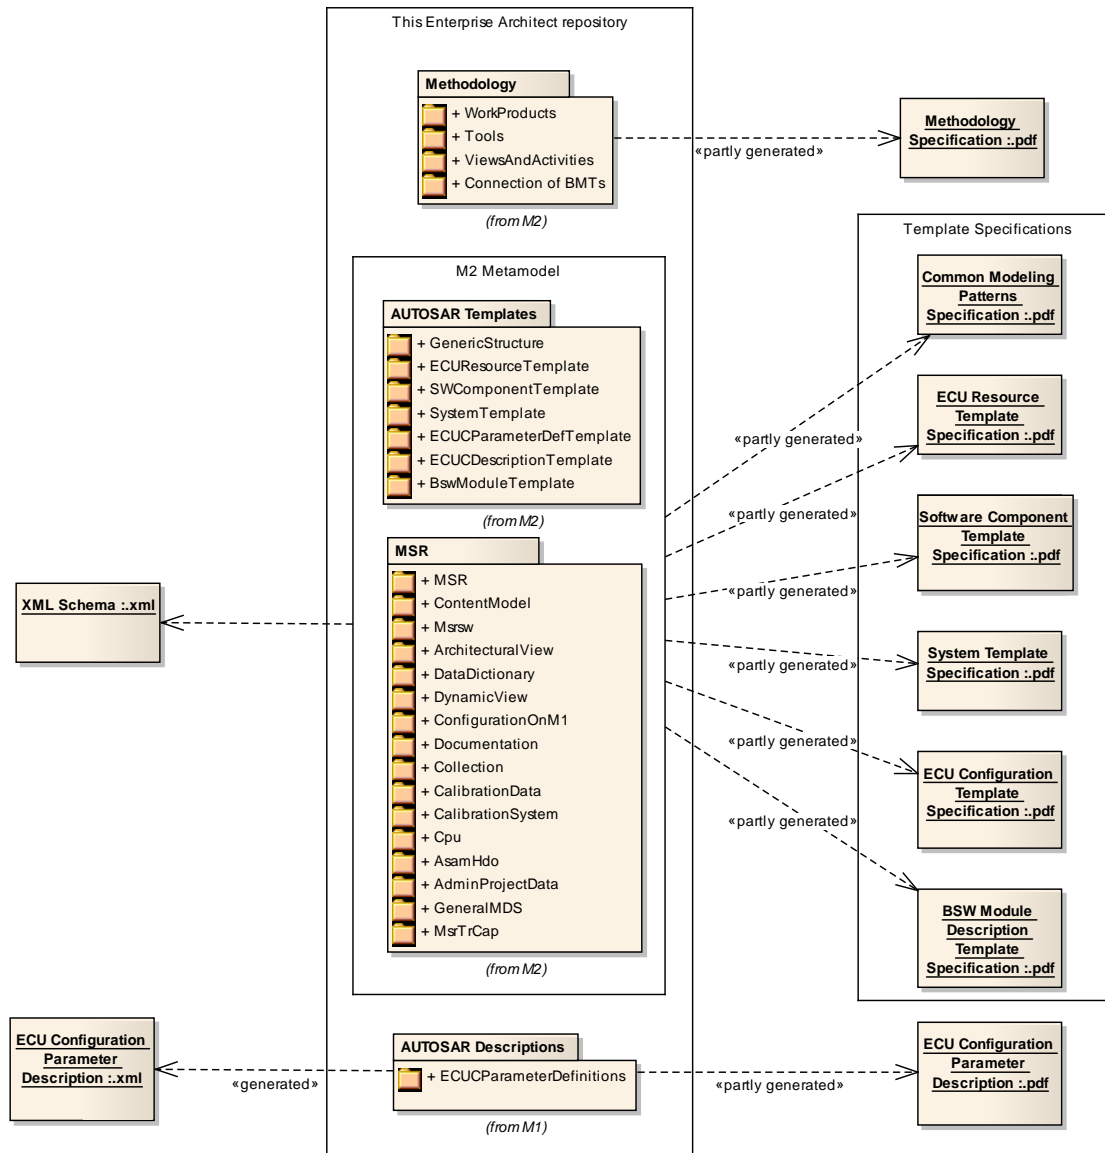 This Enterprise Architect repository
Methodology
+ WorkProducts
+ Tools
+ ViewsAndActivities
+ Connection of BMTs
(from M2)
«partly generated»
Methodology
Specification :.pdf
M2 Metamodel
AUTOSAR Templates
+ GenericStructure
+ ECUResourceTemplate
+ SWComponentTemplate
+ SystemTemplate
+ ECUCParameterDefTemplate
+ ECUCDescriptionTemplate
+ BswModuleTemplate
(from M2)
MSR
+ MSR
+ ContentModel
+ Msrsw
+ ArchitecturalView
+ DataDictionary
+ DynamicView
+ ConfigurationOnM1
+ Documentation
+ Collection
+ CalibrationData
+ CalibrationSystem
+ Cpu
+ AsamHdo
+ AdminProjectData
+ GeneralMDS
+ MsrTrCap
(from M2)
XML Schema :.xml
«partly generated»
«partly generated»
«partly generated»
«partly generated»
«partly generated»
«partly generated»
Template Specifications
Common Modeling
Patterns
Specification :.pdf
ECU Resource
Template
Specification :.pdf
Software Component
Template
Specification :.pdf
System Template
Specification :.pdf
ECU Configuration
Template
Specification :.pdf
BSW Module
Description
Template
Specification :.pdf
ECU Configuration
Parameter
Description :.xml
«generated»
AUTOSAR Descriptions
+ ECUCParameterDefinitions
(from M1)
«partly generated»
ECU Configuration
Parameter
Description :.pdf